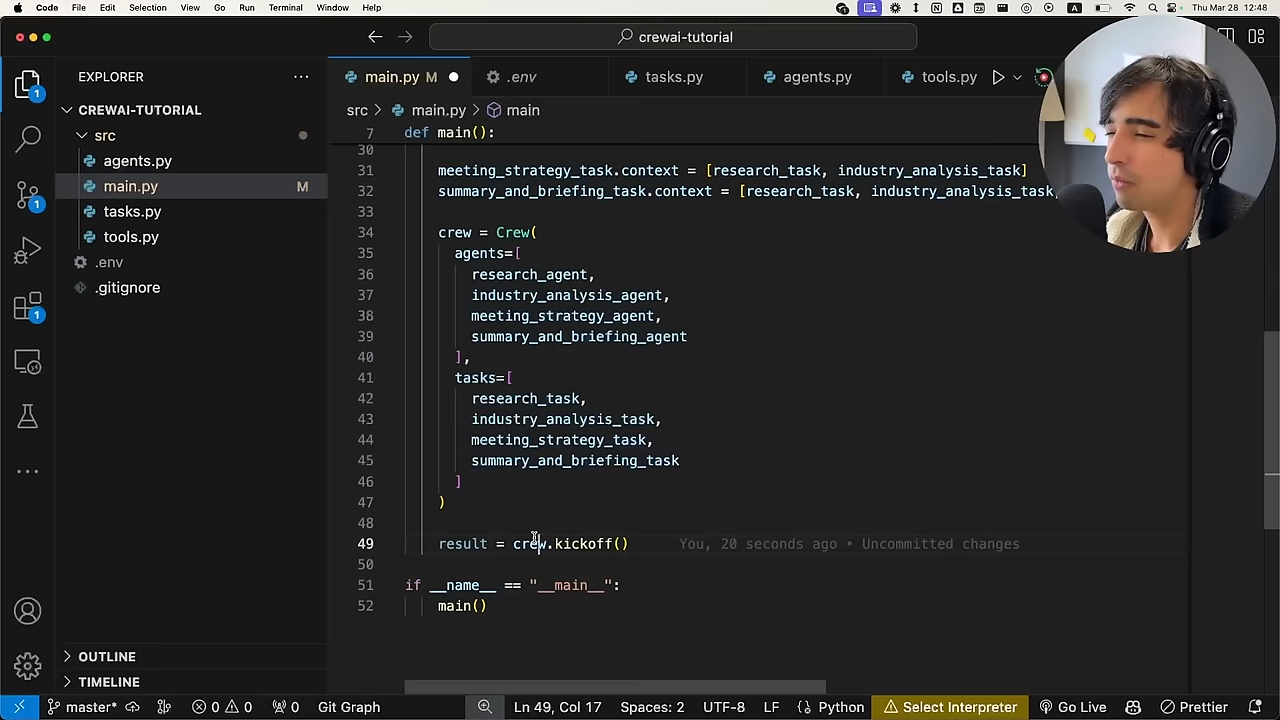 Code File Edit Selection View Go Run Terminal Window Help A Thu Mar 28 12:48
crewai-tutorial
EXPLORER
main.py M .env tasks.py agents.py tools.py
CREWAI-TUTORIAL
src
agents.py
main.py M
tasks.py
tools.py
.env
.gitignore
src > main.py > main
7 def main():
30
31 meeting_strategy_task.context = [research_task, industry_analysis_task]
32 summary_and_briefing_task.context = [research_task, industry_analysis_task,
33
34 crew = Crew(
35 agents=[
36 research_agent,
37 industry_analysis_agent,
38 meeting_strategy_agent,
39 summary_and_briefing_agent
40 ],
41 tasks=[
42 research_task,
43 industry_analysis_task,
44 meeting_strategy_task,
45 summary_and_briefing_task
46 ]
47 )
48
49 result = crew.kickoff() You, 20 seconds ago • Uncommitted changes
50
51 if __name__ == "__main__":
52 main()
1
1
1
OUTLINE
TIMELINE
master* 0 0 0 Git Graph Ln 49, Col 17 Spaces: 2 UTF-8 LF Python Select Interpreter Go Live Prettier